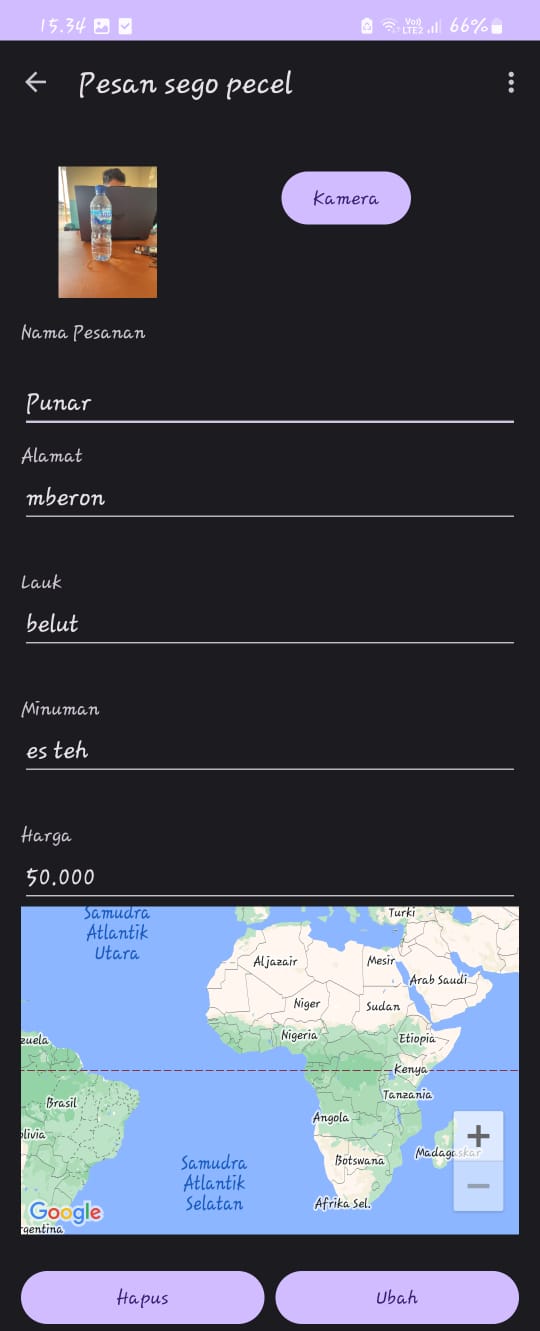 15.34 Vo)) LTE2 66%
Pesan sego pecel
Kamera
Nama Pesanan
Punar
Alamat
mberon
Lauk
belut
Minuman
es teh
Harga
50.000
Samudra
Atlantik
Utara
Turki
Aljazair
Mesir
Arab Saudi
Niger
Sudan
Nigeria
Etiopia
zuela
Kenya
Tanzania
Brasil
Angola
olivia
Botswana
Madagaskar
Samudra
Atlantik
Selatan
Afrika Sel.
+
−
Google
rgentina
Hapus
Ubah